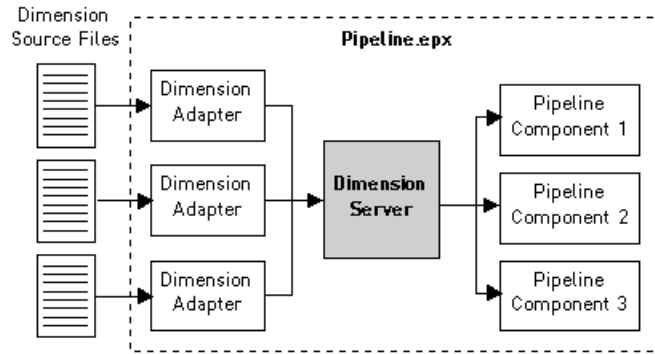 Dimension
Source Files
Pipeline.epx
Dimension
Adapter
Dimension
Adapter
Dimension
Adapter
Dimension
Server
Pipeline
Component 1
Pipeline
Component 2
Pipeline
Component 3